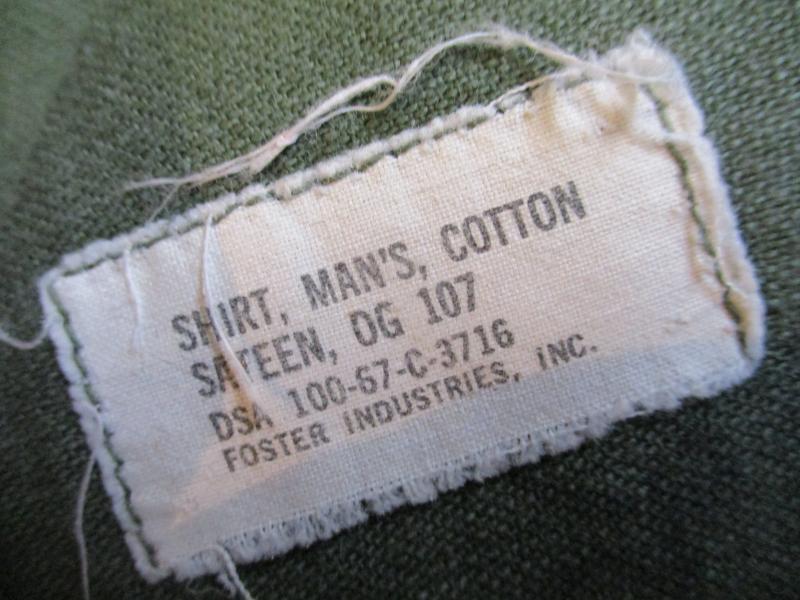 SHIRT, MAN'S, COTTON
SATEEN, OG 107
DSA 100-67-C-3716
FOSTER INDUSTRIES, INC.